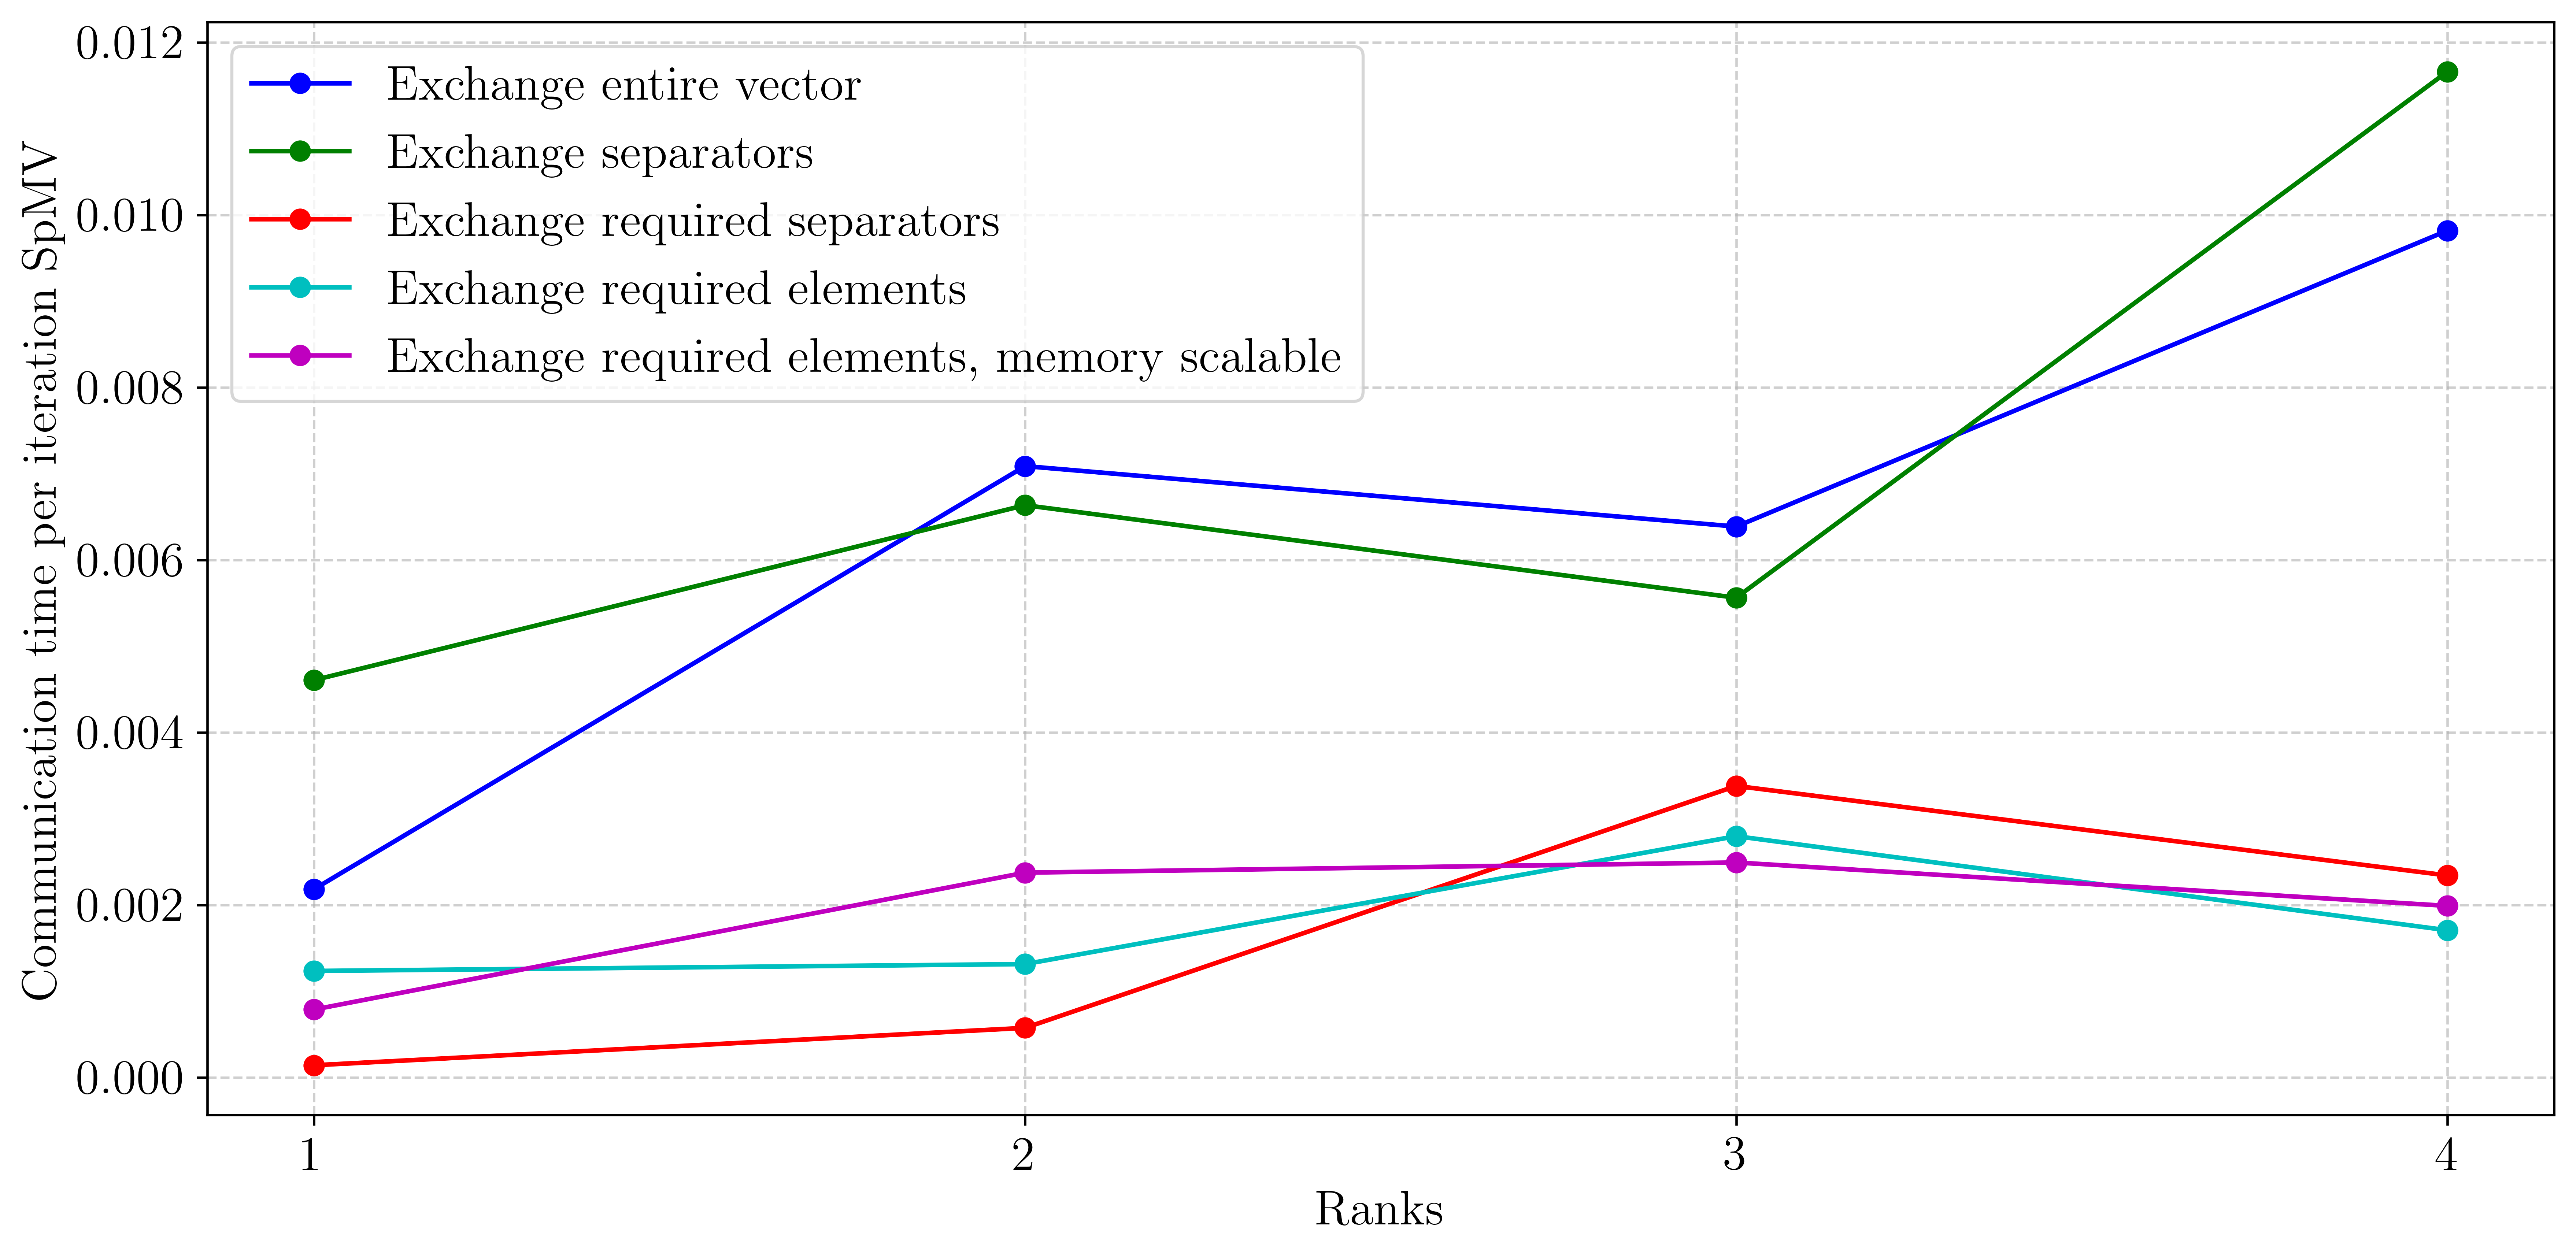 Exchange entire vector
Exchange separators
Exchange required separators
Exchange required elements
Exchange required elements, memory scalable
Communication time per iteration SpMV
0.012
0.010
0.008
0.006
0.004
0.002
0.000
1 2 3 4
Ranks